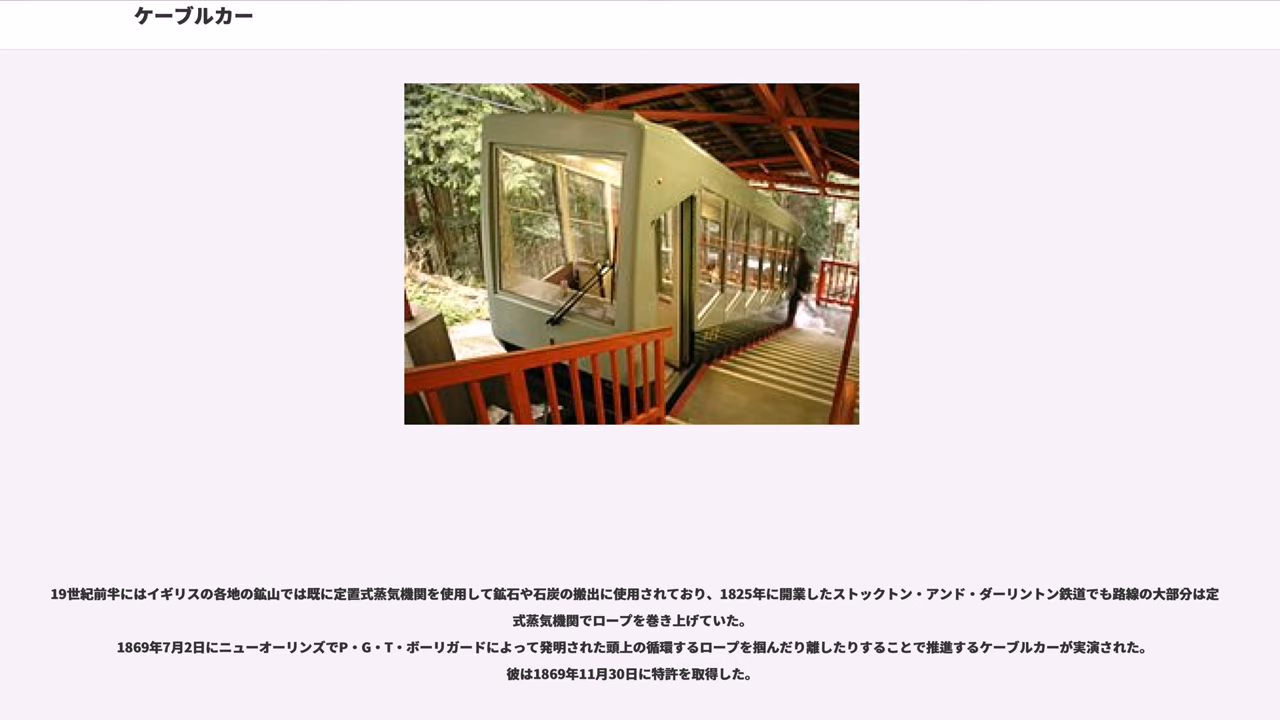 ケーブルカー
19世紀前半にはイギリスの各地の鉱山では既に定置式蒸気機関を使用して鉱石や石炭の搬出に使用されており、1825年に開業したストックトン・アンド・ダーリントン鉄道でも路線の大部分は定
式蒸気機関でロープを巻き上げていた。
1869年7月2日にニューオーリンズでP・G・T・ボーリガードによって発明された頭上の循環するロープを掴んだり離したりすることで推進するケーブルカーが実演された。
彼は1869年11月30日に特許を取得した。